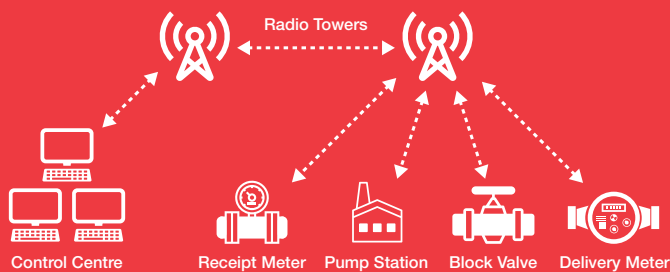 Radio Towers
Control Centre
Receipt Meter
Pump Station
Block Valve
Delivery Meter